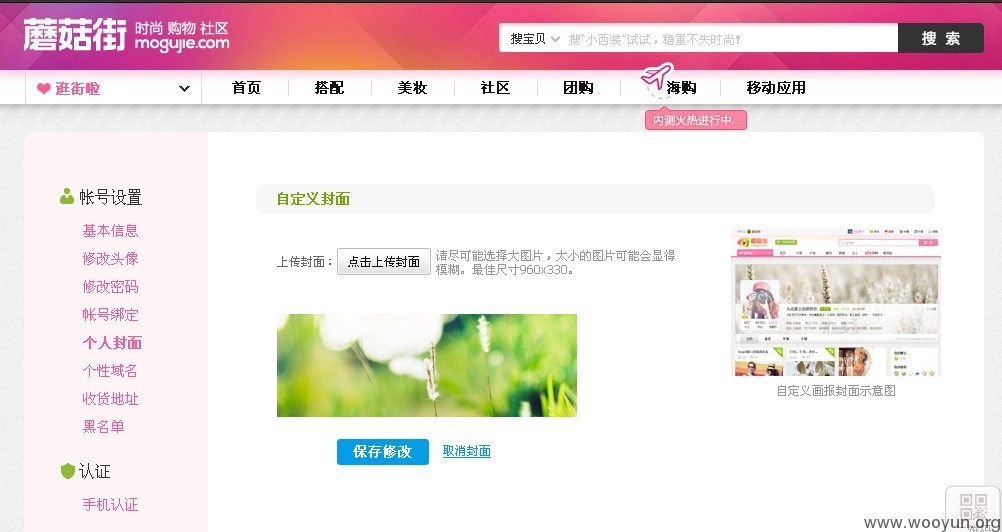 蘑菇街 时尚 购物 社区
mogujie.com
搜宝贝 搜“小西装”试试，稳重不失时尚！ 搜 索
逛街啦 首页 搭配 美妆 社区 团购 海购 移动应用
内测火热进行中...
帐号设置
基本信息
修改头像
修改密码
帐号绑定
个人封面
个性域名
收货地址
黑名单
认证
手机认证
自定义封面
上传封面： 点击上传封面 请尽可能选择大图片，太小的图片可能会显得
模糊。最佳尺寸960x330。
保存修改 取消封面
自定义画报封面示意图
www.wooyun.org